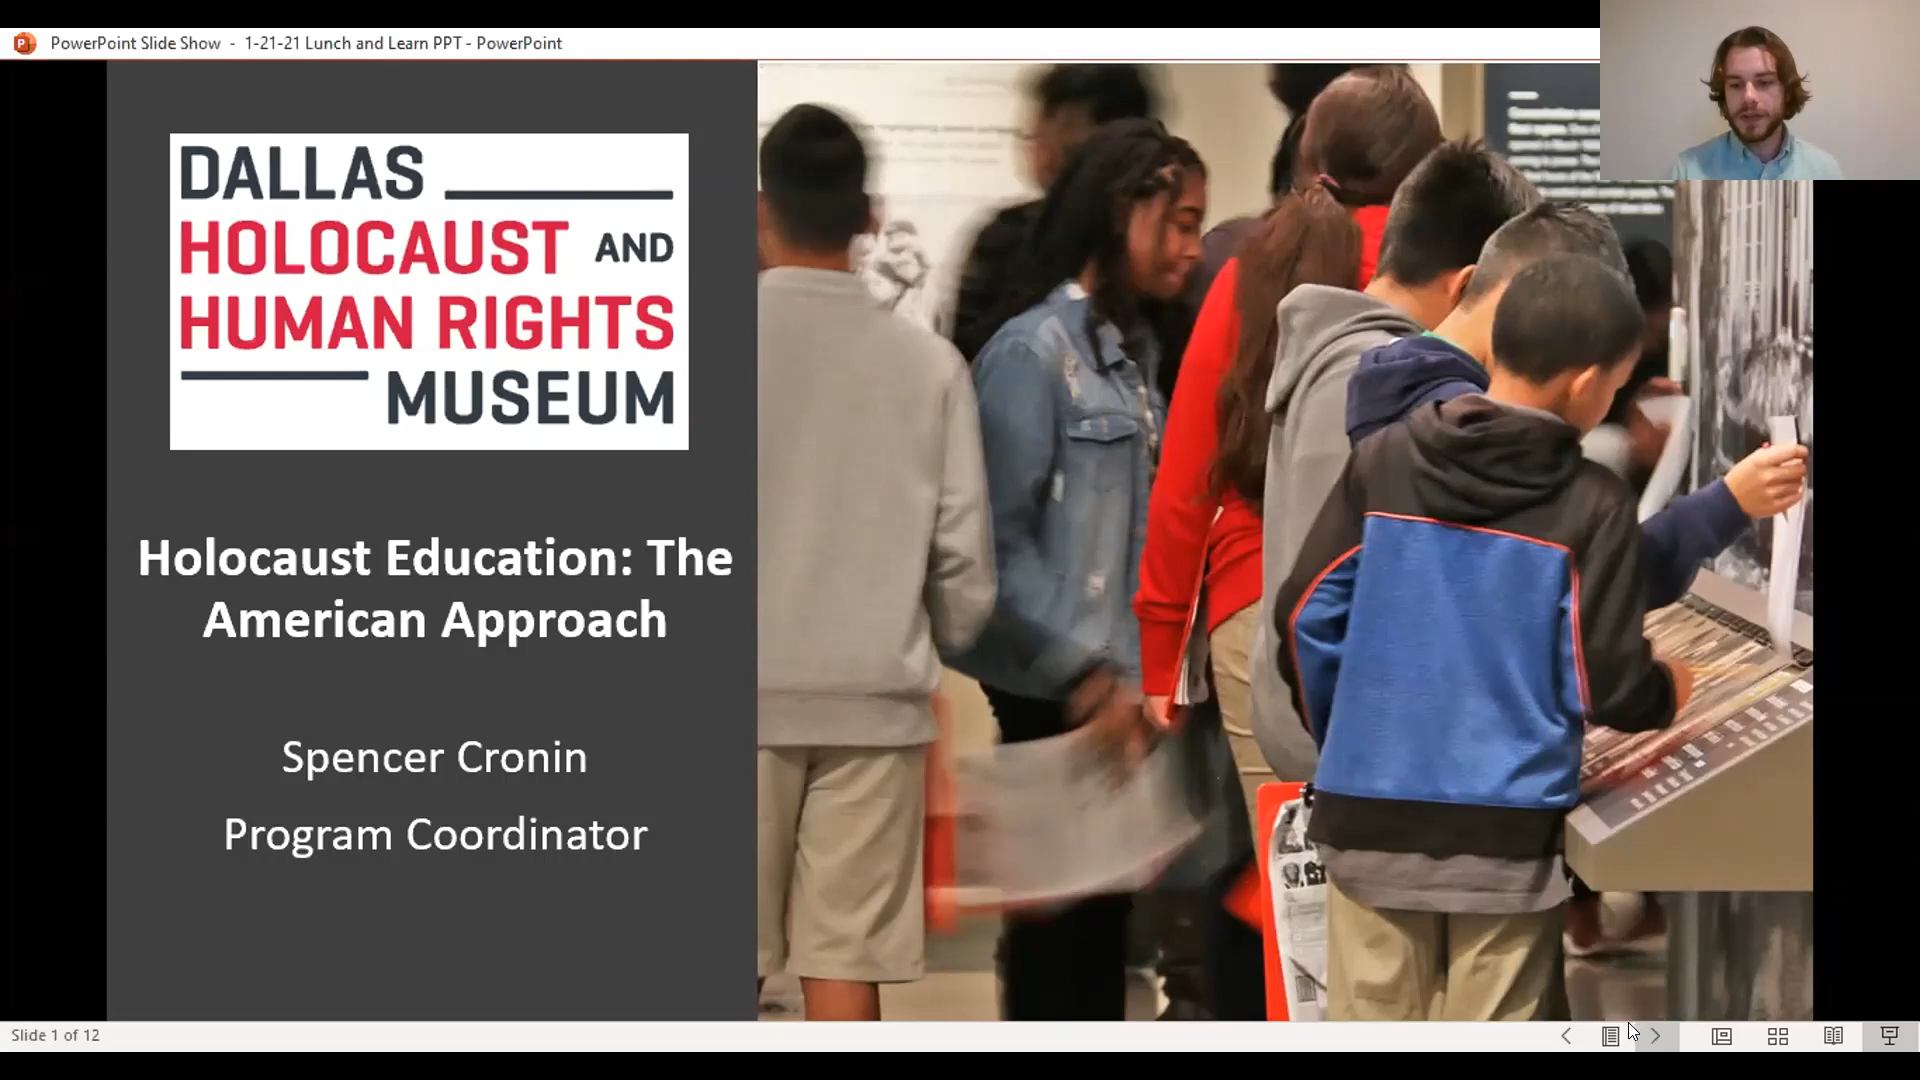 PowerPoint Slide Show - 1-21-21 Lunch and Learn PPT - PowerPoint
DALLAS
HOLOCAUST AND
HUMAN RIGHTS
MUSEUM
Holocaust Education: The
American Approach
Spencer Cronin
Program Coordinator
Slide 1 of 12